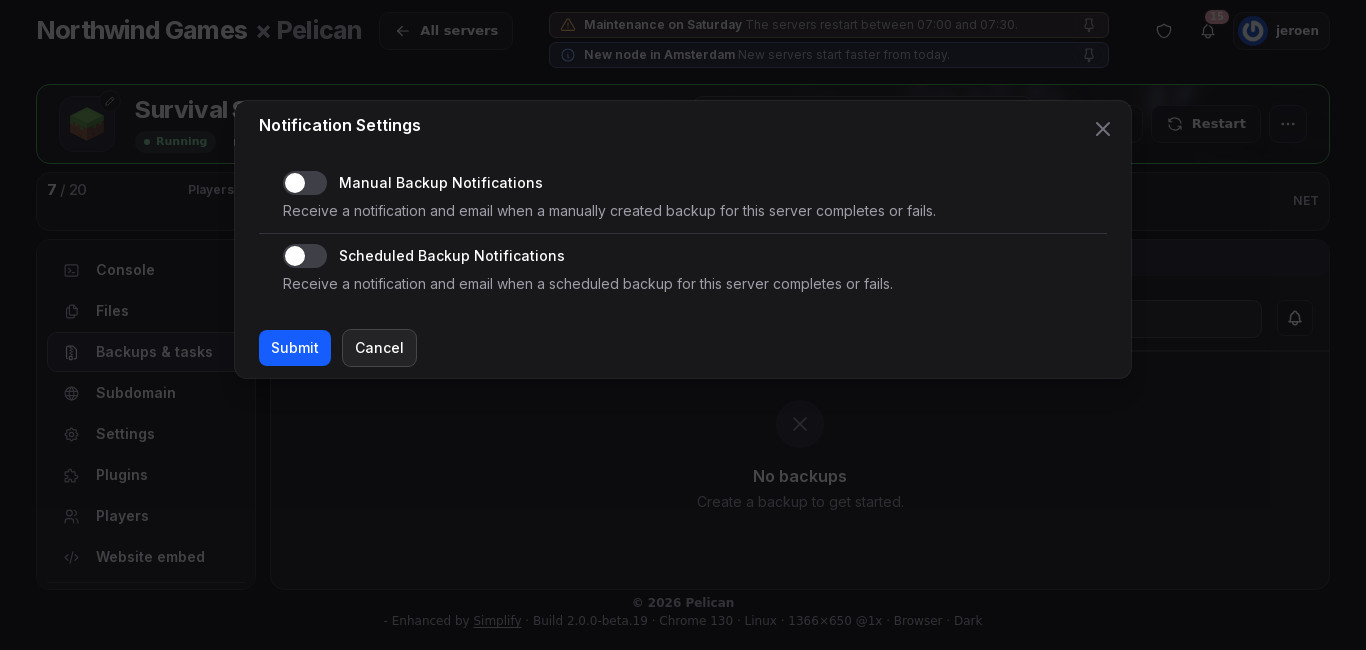 Northwind Games × Pelican
All servers
Maintenance on Saturday The servers restart between 07:00 and 07:30.
New node in Amsterdam New servers start faster from today.
15
jeroen
Survival S
Running
Restart
7 / 20
Players
NET
Notification Settings
Manual Backup Notifications
Receive a notification and email when a manually created backup for this server completes or fails.
Scheduled Backup Notifications
Receive a notification and email when a scheduled backup for this server completes or fails.
Submit
Cancel
Console
Files
Backups & tasks
Subdomain
Settings
Plugins
Players
Website embed
No backups
Create a backup to get started.
© 2026 Pelican
- Enhanced by Simplify · Build 2.0.0-beta.19 · Chrome 130 · Linux · 1366×650 @1x · Browser · Dark